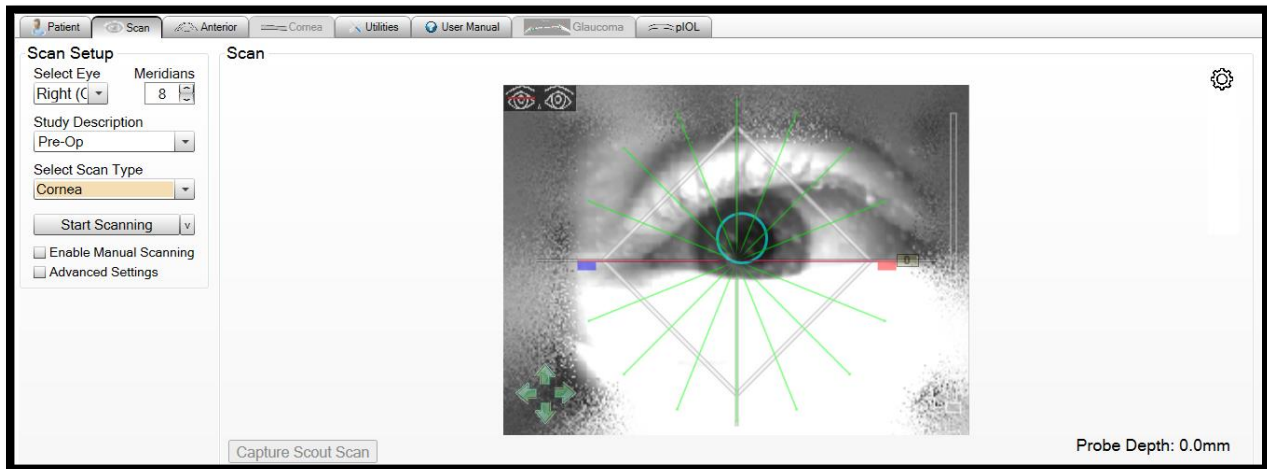 Patient Scan Anterior Cornea Utilities User Manual Glaucoma pIOL
Scan Setup
Scan
Select Eye Meridians
Right (C 8
Study Description
Pre-Op
Select Scan Type
Cornea
Start Scanning v
Enable Manual Scanning
Advanced Settings
0
Capture Scout Scan
Probe Depth: 0.0mm